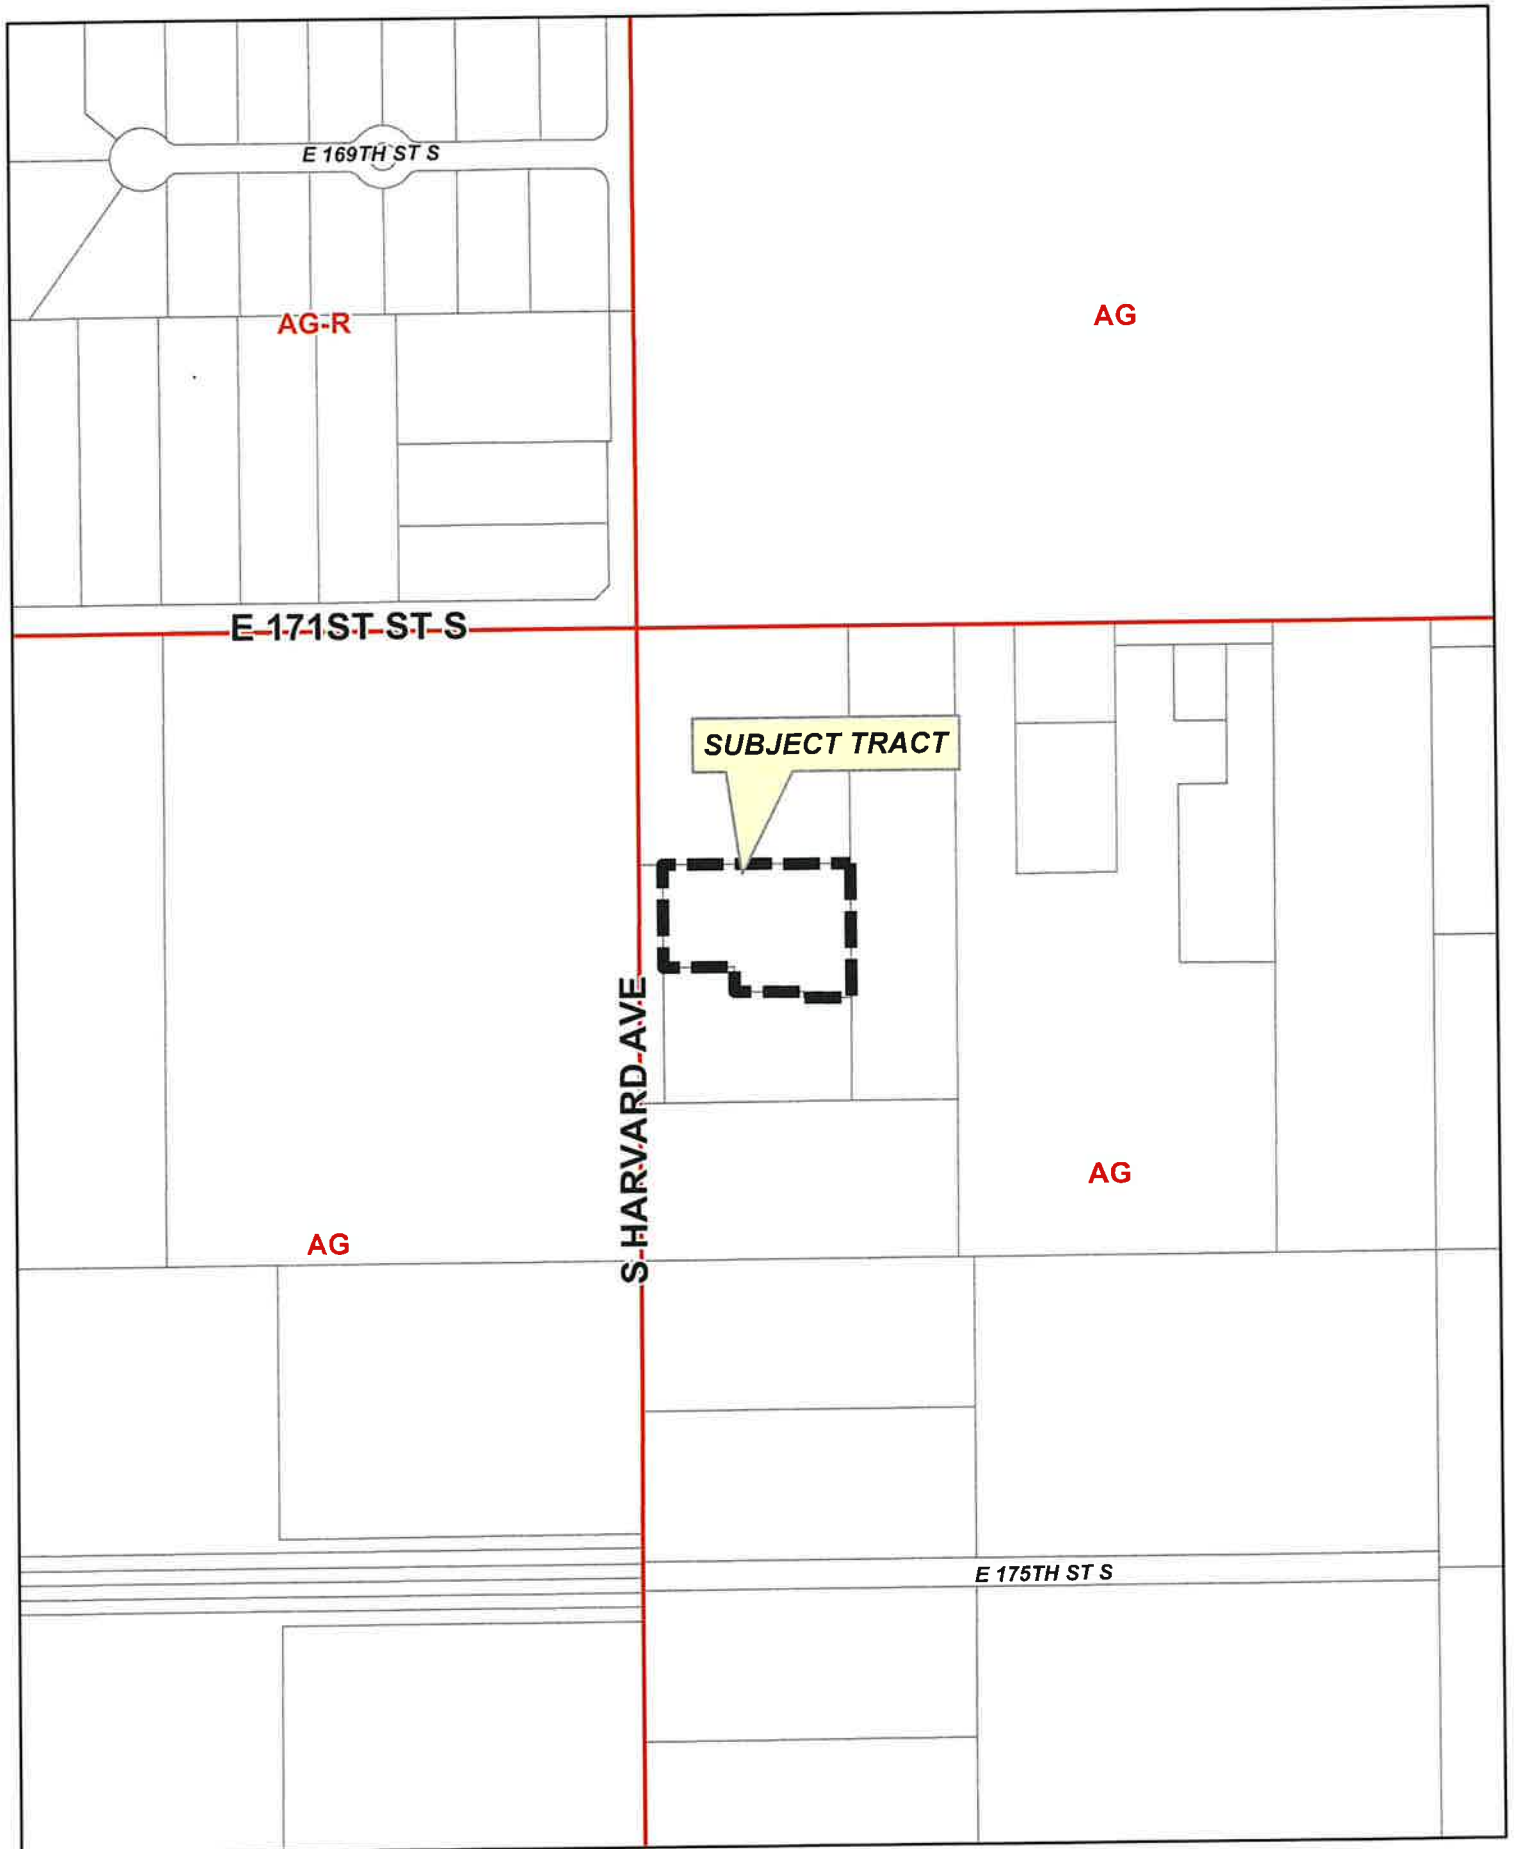 E 169TH ST S
AG-R
AG
E 171ST ST S
SUBJECT TRACT
S HARVARD AVE
AG
AG
E 175TH ST S